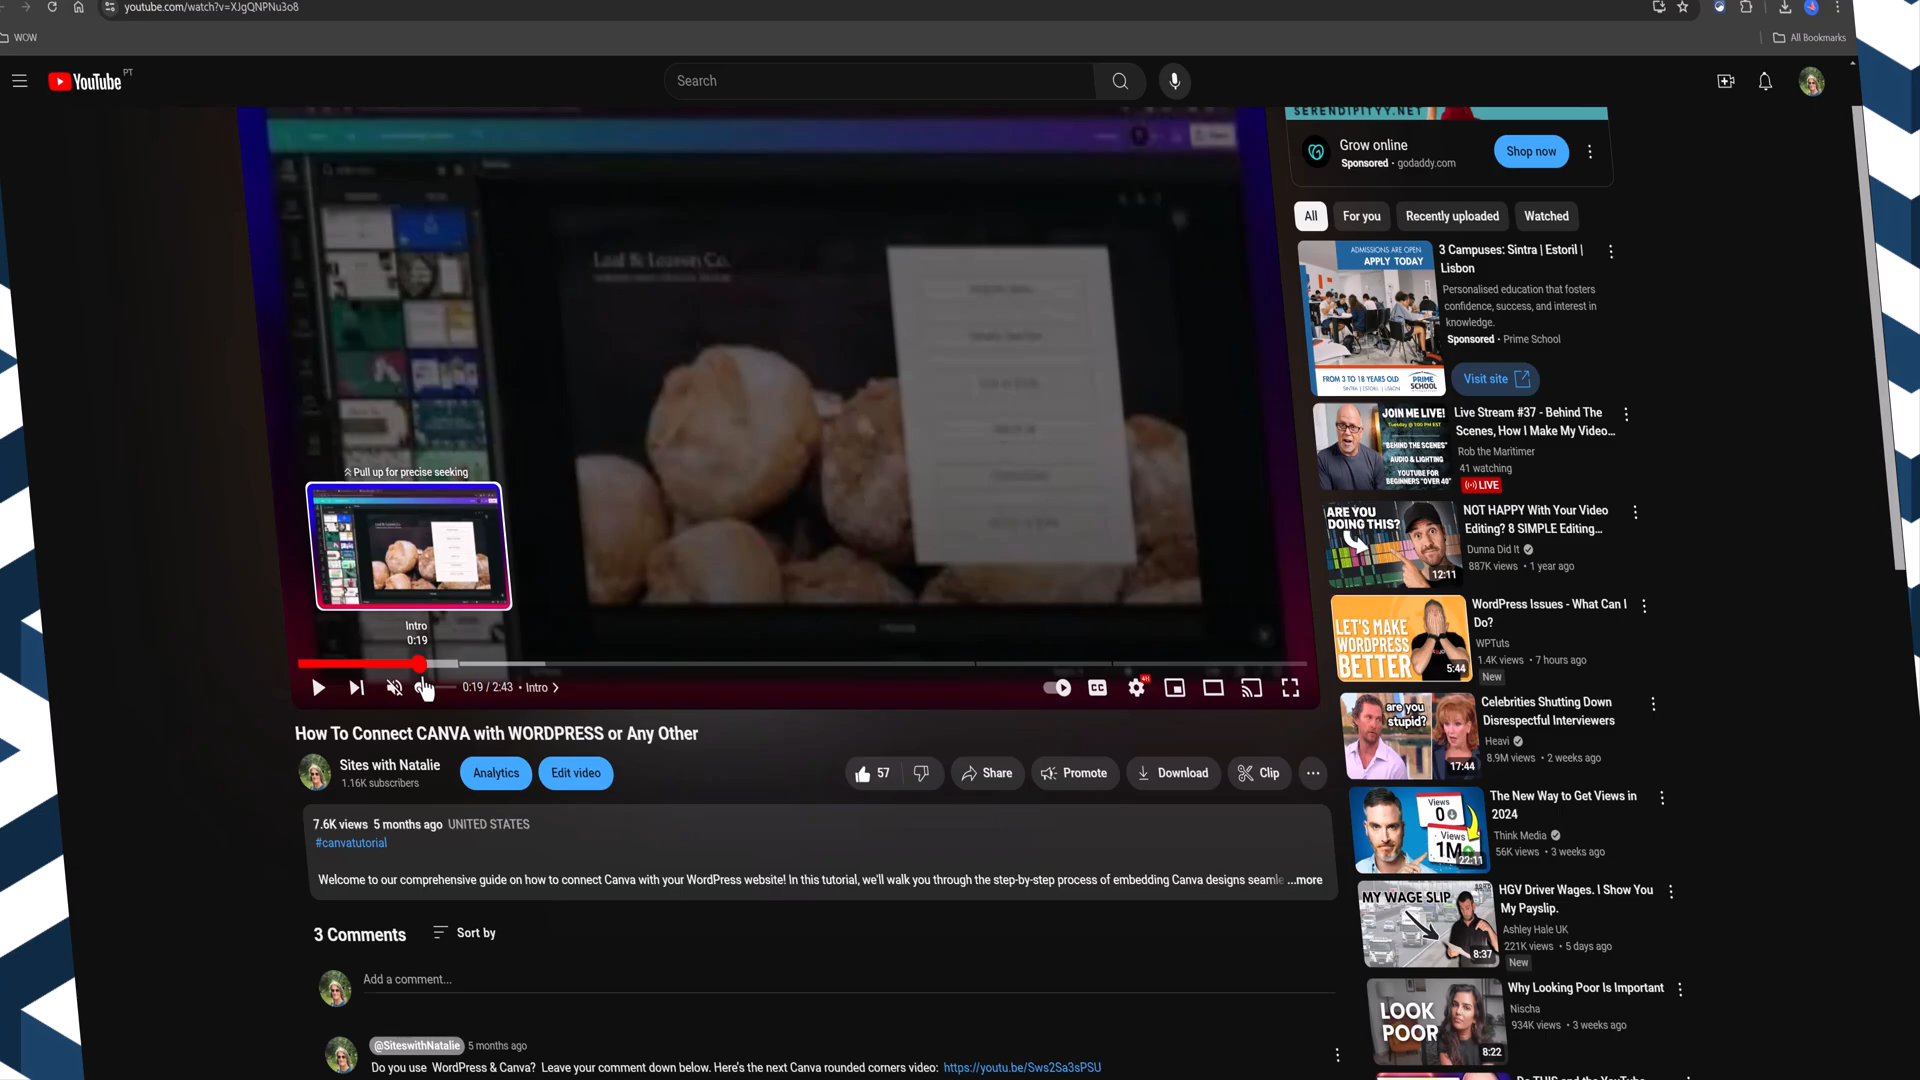 youtube.com/watch?v=XJgQNPNu3o8
WOW
All Bookmarks
YouTube PT
Search
SERENDIPITYY.NET
Grow online
Sponsored • godaddy.com
Shop now
All
For you
Recently uploaded
Watched
ADMISSIONS ARE OPEN
APPLY TODAY
FROM 3 TO 18 YEARS OLD
SINTRA | ESTORIL | LISBON
PRIME
SCHOOL
3 Campuses: Sintra | Estoril |
Lisbon
Personalised education that fosters
confidence, success, and interest in
knowledge.
Sponsored • Prime School
Visit site
JOIN ME LIVE!
Tuesday @ 1:00 PM EST
"BEHIND THE
SCENES"
AUDIO & LIGHTING
YOUTUBE FOR
BEGINNERS "OVER 40"
Live Stream #37 - Behind The
Scenes, How I Make My Video...
Rob the Maritimer
41 watching
LIVE
ARE YOU
DOING THIS?
12:11
NOT HAPPY With Your Video
Editing? 8 SIMPLE Editing...
Dunna Did It
887K views • 1 year ago
LET'S MAKE
WORDPRESS
BETTER
5:44
WordPress Issues - What Can I
Do?
WPTuts
1.4K views • 7 hours ago
New
are you
stupid?
17:44
Celebrities Shutting Down
Disrespectful Interviewers
Heavi
8.9M views • 2 weeks ago
Views
0
Views
1M
22:11
The New Way to Get Views in
2024
Think Media
56K views • 3 weeks ago
MY WAGE SLIP
8:37
HGV Driver Wages. I Show You
My Payslip.
Ashley Hale UK
221K views • 5 days ago
New
LOOK
POOR
8:22
Why Looking Poor Is Important
Nischa
934K views • 3 weeks ago
Leaf & Leaven Co.
Pull up for precise seeking
Intro
0:19
0:19 / 2:43 • Intro
CC
How To Connect CANVA with WORDPRESS or Any Other
Sites with Natalie
1.16K subscribers
Analytics
Edit video
57
Share
Promote
Download
Clip
7.6K views 5 months ago UNITED STATES
#canvatutorial
Welcome to our comprehensive guide on how to connect Canva with your WordPress website! In this tutorial, we'll walk you through the step-by-step process of embedding Canva designs seamle ...more
3 Comments
Sort by
Add a comment...
@SiteswithNatalie 5 months ago
Do you use WordPress & Canva? Leave your comment down below. Here's the next Canva rounded corners video: https://youtu.be/Sws2Sa3sPSU